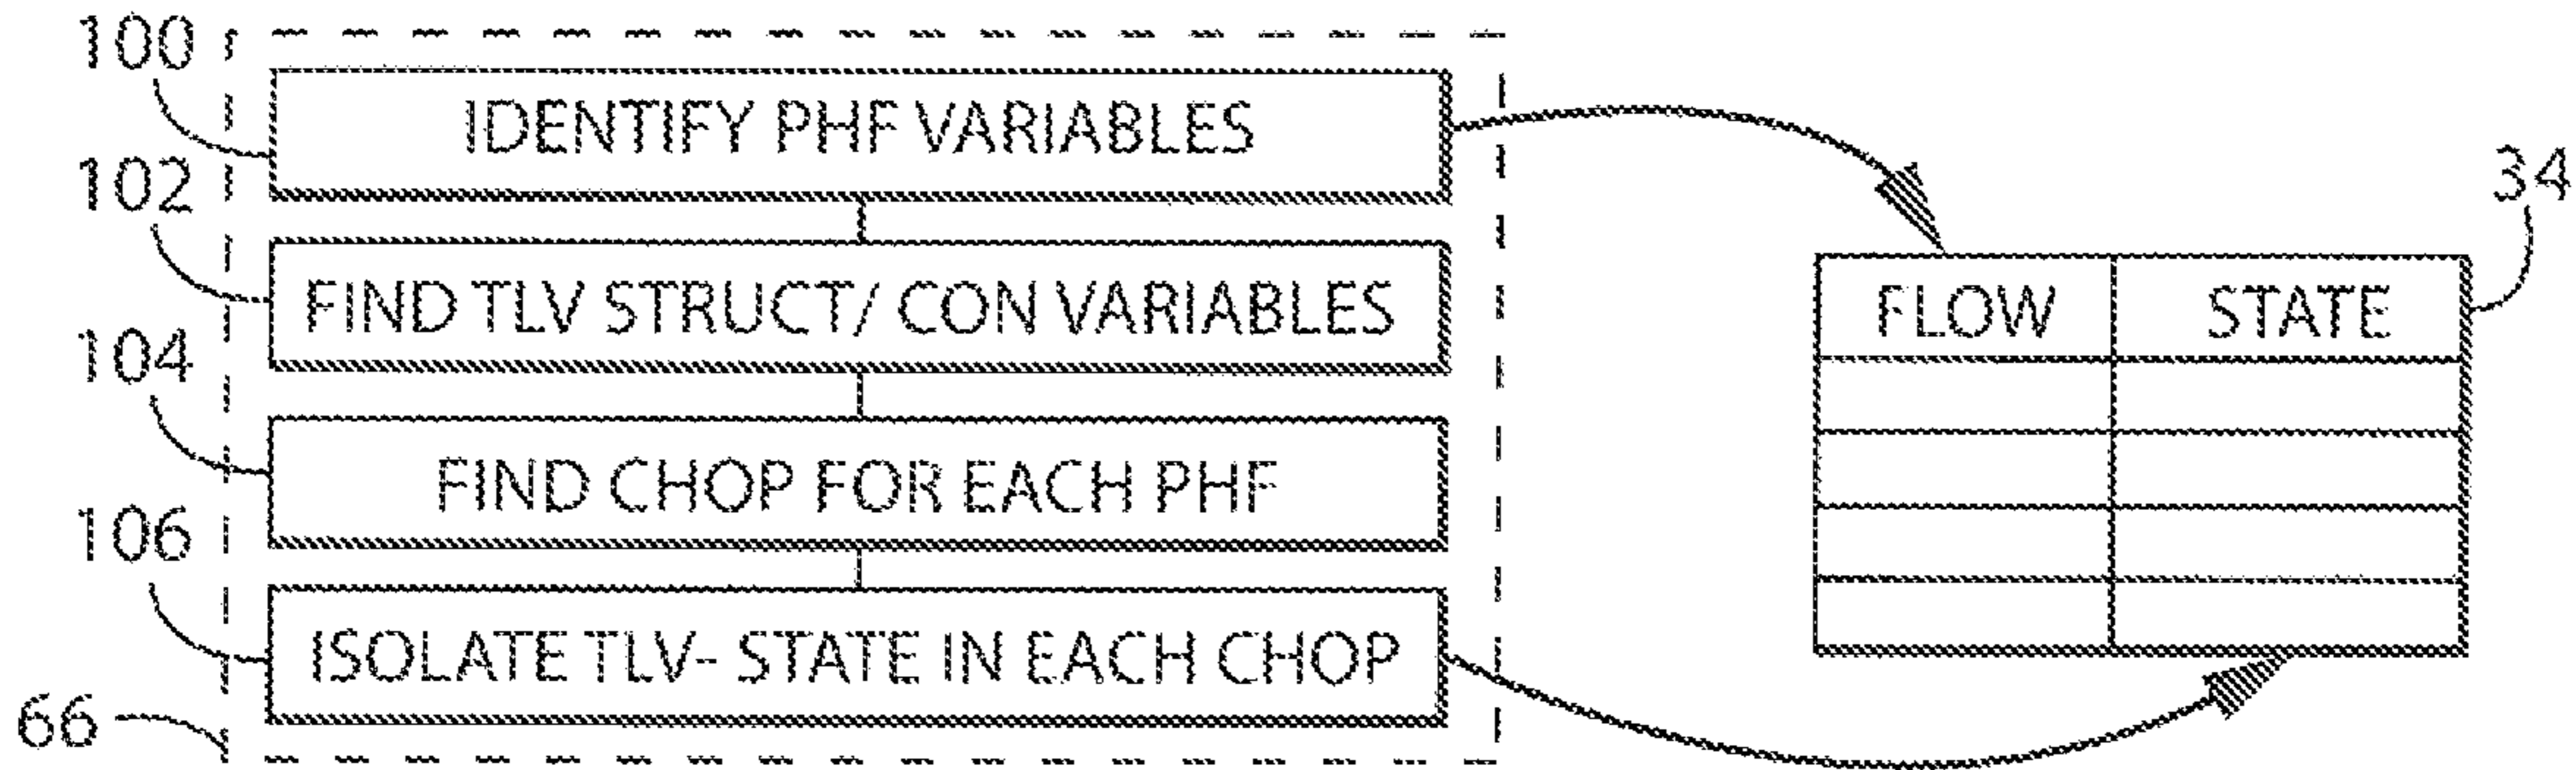 100
IDENTIFY PHF VARIABLES
102
FIND TLV STRUCT/ CON VARIABLES
104
FIND CHOP FOR EACH PHF
106
ISOLATE TLV- STATE IN EACH CHOP
66
34
FLOW STATE